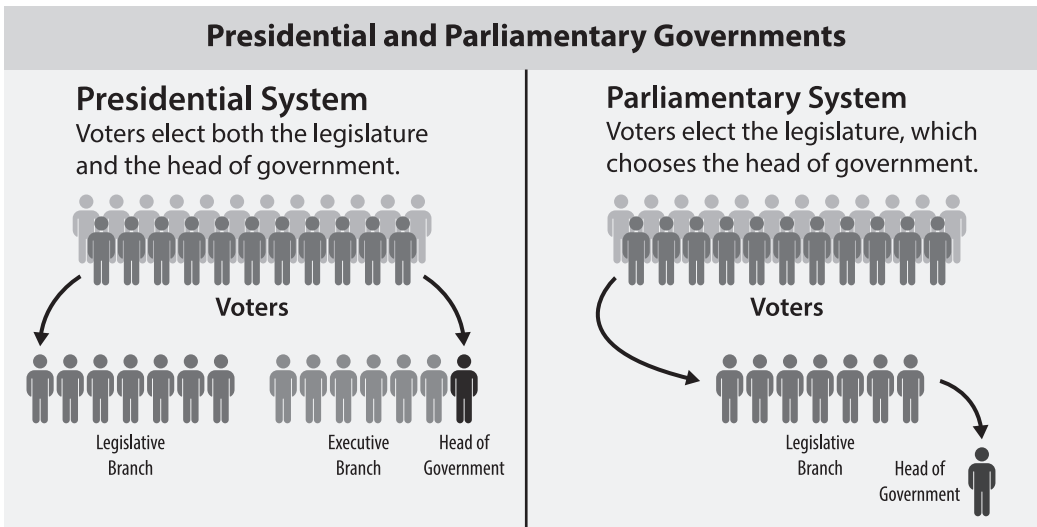 Presidential and Parliamentary Governments
Presidential System
Voters elect both the legislature
and the head of government.
Voters
Legislative
Branch
Executive
Branch
Head of
Government
Parliamentary System
Voters elect the legislature, which
chooses the head of government.
Voters
Legislative
Branch
Head of
Government